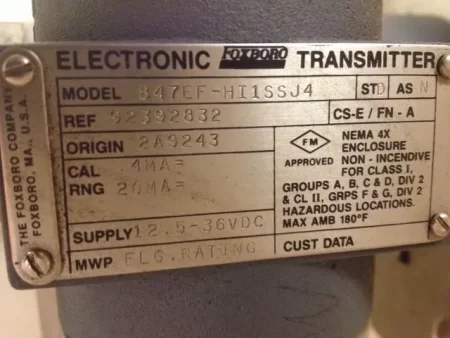 ELECTRONIC FOXBORO TRANSMITTER
THE FOXBORO COMPANY
FOXBORO, MA., U.S.A.
MODEL 847EF-HI1SSJ4 STD AS N
REF 92392832 CS-E / FN - A
ORIGIN 2A9243
CAL 4MA=
RNG 20MA=
SUPPLY 12.5-36VDC
MWP FLG.RATING
FM
APPROVED
NEMA 4X
ENCLOSURE
NON - INCENDIVE
FOR CLASS I,
GROUPS A, B, C & D, DIV 2
& CL II, GRPS F & G, DIV 2
HAZARDOUS LOCATIONS.
MAX AMB 180°F
CUST DATA